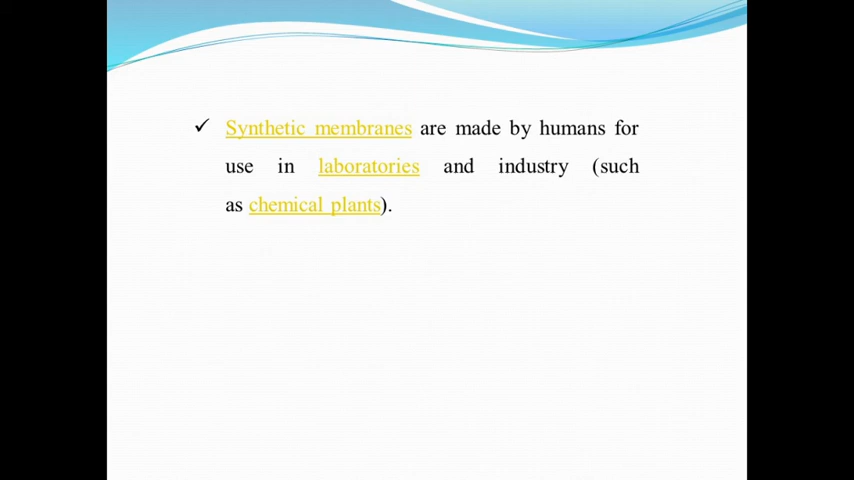 ✓ Synthetic membranes are made by humans for
use in laboratories and industry (such
as chemical plants).